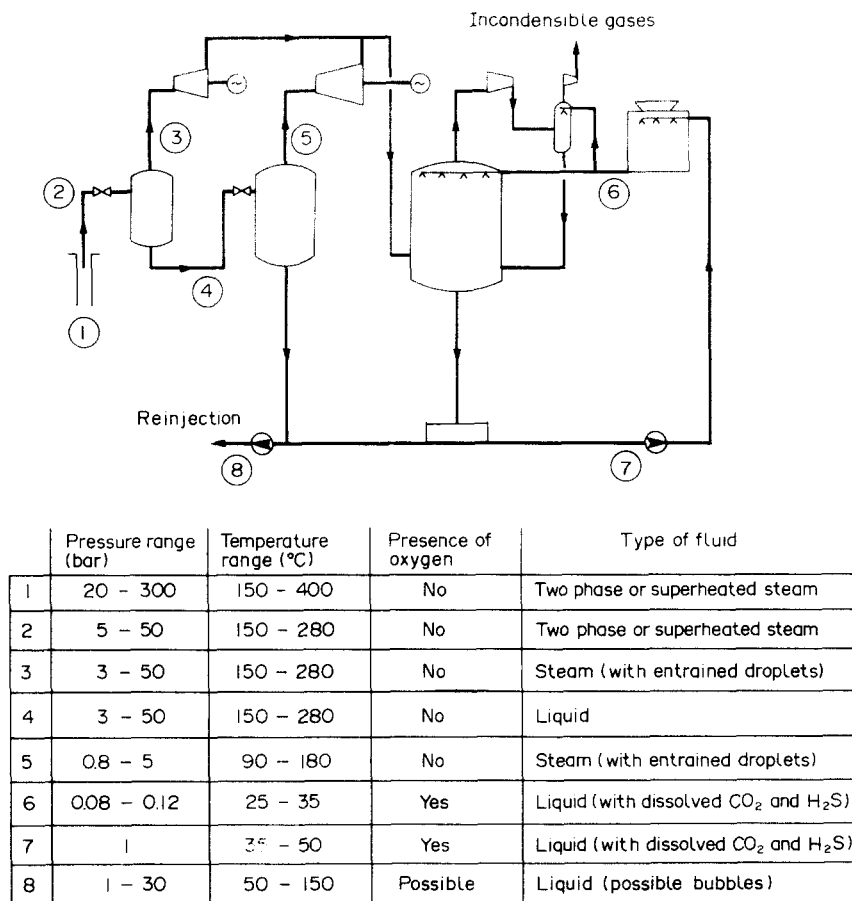 Incondensible gases
3
5
2
6
4
1
Reinjection
8
7
Pressure range (bar) Temperature range (°C) Presence of oxygen Type of fluid
1 20 – 300 150 – 400 No Two phase or superheated steam
2 5 – 50 150 – 280 No Two phase or superheated steam
3 3 – 50 150 – 280 No Steam (with entrained droplets)
4 3 – 50 150 – 280 No Liquid
5 0.8 – 5 90 – 180 No Steam (with entrained droplets)
6 0.08 – 0.12 25 – 35 Yes Liquid (with dissolved CO₂ and H₂S)
7 1 35 – 50 Yes Liquid (with dissolved CO₂ and H₂S)
8 1 – 30 50 – 150 Possible Liquid (possible bubbles)